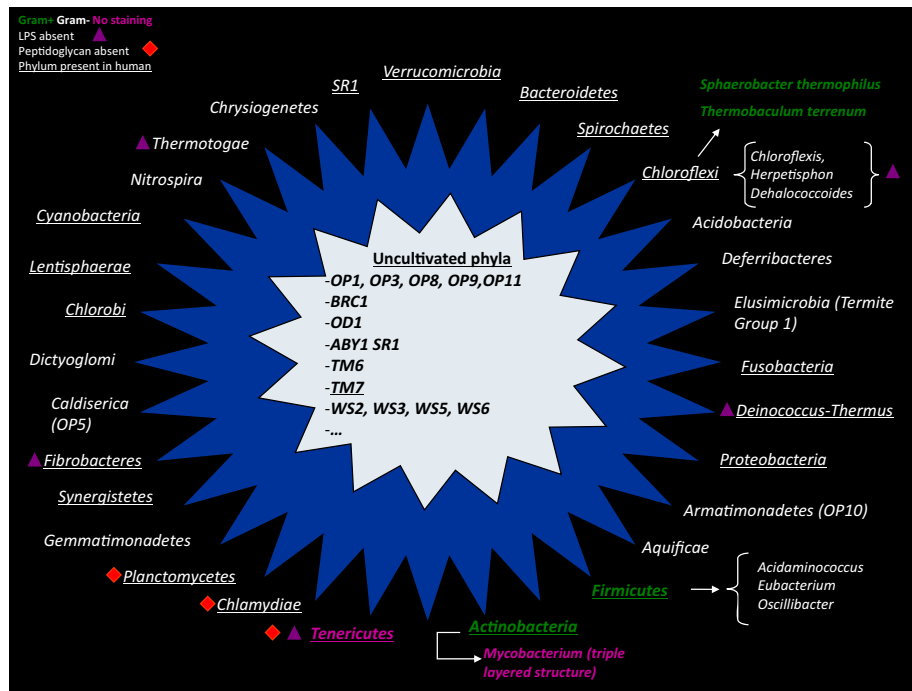 Gram+ Gram- No staining
LPS absent
Peptidoglycan absent
Phylum present in human
Verrucomicrobia
SR1
Bacteroidetes
Chrysiogenetes
Spirochaetes
Thermotogae
Nitrospira
Cyanobacteria
Lentisphaerae
Chlorobi
Dictyoglomi
Caldiserica
(OP5)
Fibrobacteres
Synergistetes
Gemmatimonadetes
Planctomycetes
Chlamydiae
Tenericutes
Sphaerobacter thermophilus
Thermobaculum terrenum
Chloroflexi
Chloroflexis,
Herpetisphon
Dehalococcoides
Acidobacteria
Deferribacteres
Elusimicrobia (Termite
Group 1)
Fusobacteria
Deinococcus-Thermus
Proteobacteria
Armatimonadetes (OP10)
Aquificae
Firmicutes
Acidaminococcus
Eubacterium
Oscillibacter
Actinobacteria
Mycobacterium (triple
layered structure)
Uncultivated phyla
-OP1, OP3, OP8, OP9,OP11
-BRC1
-OD1
-ABY1 SR1
-TM6
-TM7
-WS2, WS3, WS5, WS6
-...